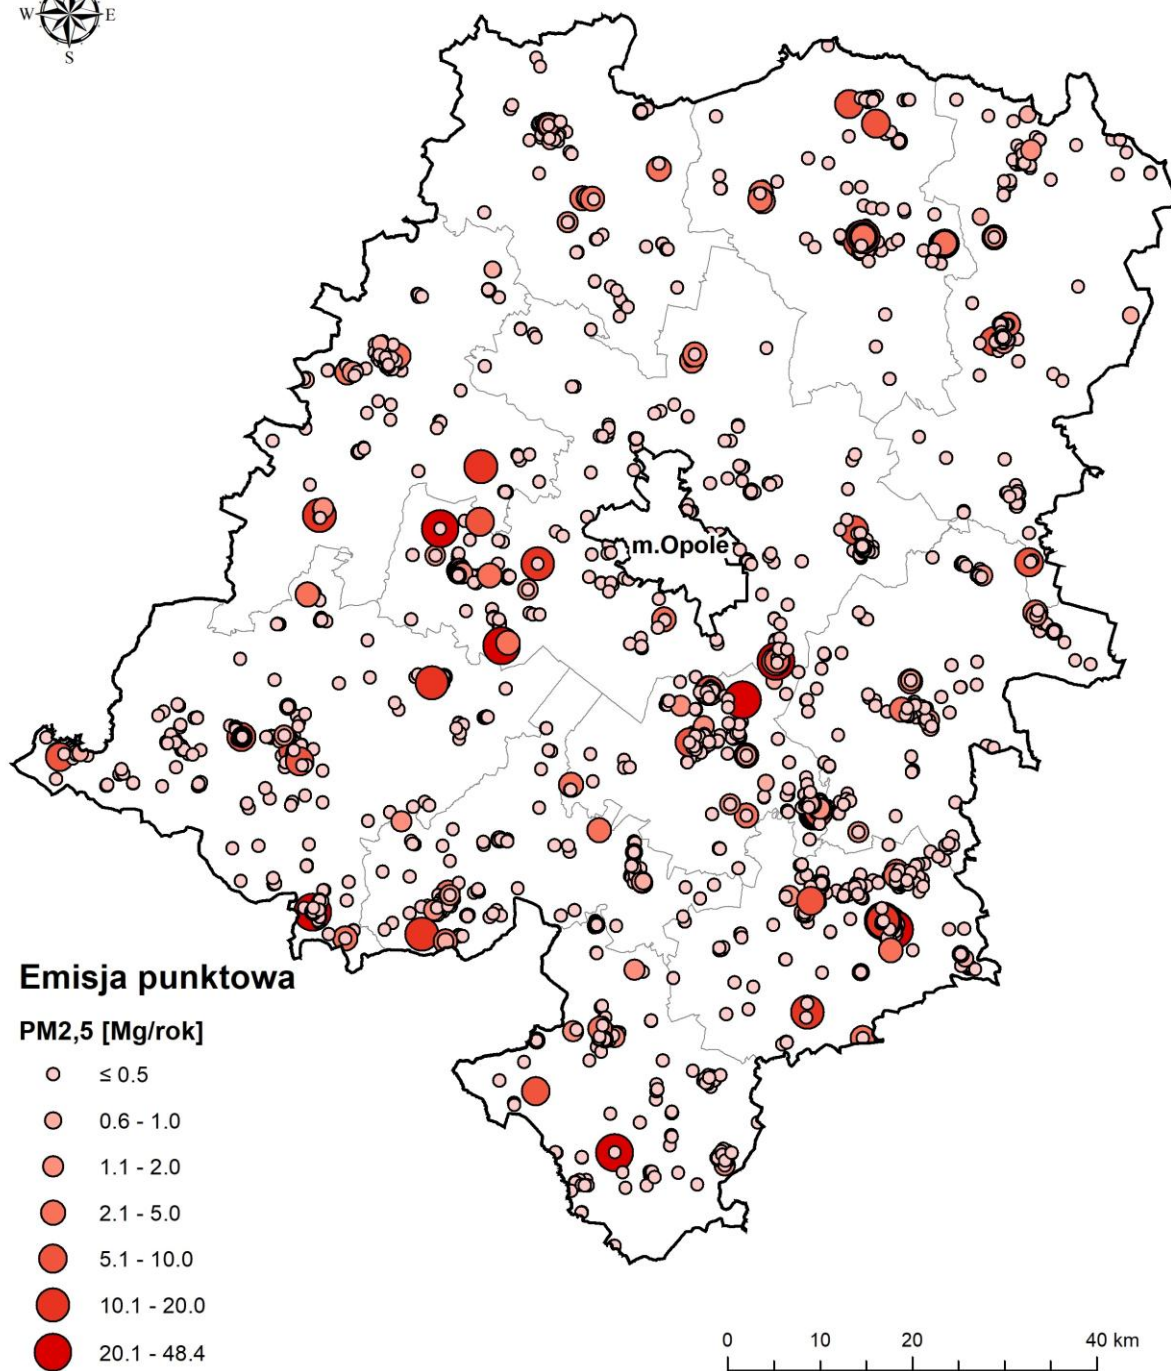 W E
S
m.Opole
Emisja punktowa
PM2,5 [Mg/rok]
≤ 0.5
0.6 - 1.0
1.1 - 2.0
2.1 - 5.0
5.1 - 10.0
10.1 - 20.0
20.1 - 48.4
0 10 20 40 km